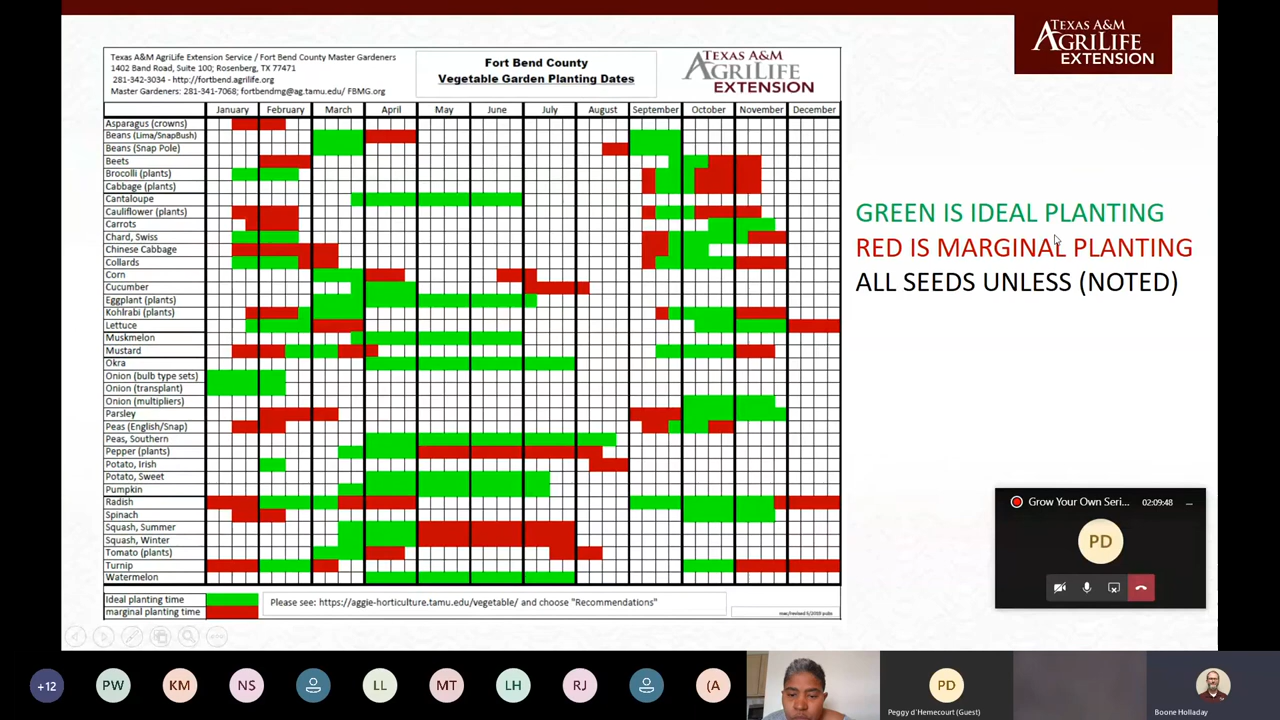 TEXAS A&M
AGRILIFE
EXTENSION
Texas A&M AgriLife Extension Service / Fort Bend County Master Gardeners
1402 Band Road, Suite 100; Rosenberg, TX 77471
281-342-3034 - http://fortbend.agrilife.org
Master Gardeners: 281-341-7068; fortbendmg@ag.tamu.edu/ FBMG.org
Fort Bend County
Vegetable Garden Planting Dates
TEXAS A&M
AGRILIFE
EXTENSION
January February March April May June July August September October November December
Asparagus (crowns)
Beans (Lima/SnapBush)
Beans (Snap Pole)
Beets
Brocolli (plants)
Cabbage (plants)
Cantaloupe
Cauliflower (plants)
Carrots
Chard, Swiss
Chinese Cabbage
Collards
Corn
Cucumber
Eggplant (plants)
Kohlrabi (plants)
Lettuce
Muskmelon
Mustard
Okra
Onion (bulb type sets)
Onion (transplant)
Onion (multipliers)
Parsley
Peas (English/Snap)
Peas, Southern
Pepper (plants)
Potato, Irish
Potato, Sweet
Pumpkin
Radish
Spinach
Squash, Summer
Squash, Winter
Tomato (plants)
Turnip
Watermelon
Ideal planting time
marginal planting time
Please see: https://aggie-horticulture.tamu.edu/vegetable/ and choose "Recommendations"
GREEN IS IDEAL PLANTING
RED IS MARGINAL PLANTING
ALL SEEDS UNLESS (NOTED)
Grow Your Own Seri... 02:09:48
PD
+12 PW KM NS LL MT LH RJ (A PD
Peggy d'Hemecourt (Guest)
Boone Holladay